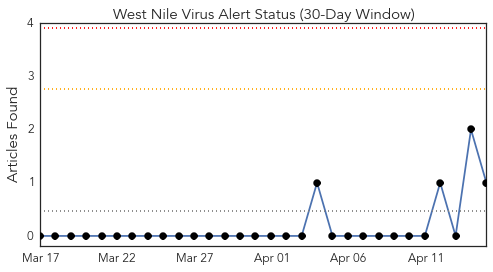 West Nile Virus Alert Status (30-Day Window)
Articles Found
4
3
2
1
0
Mar 17 Mar 22 Mar 27 Apr 01 Apr 06 Apr 11